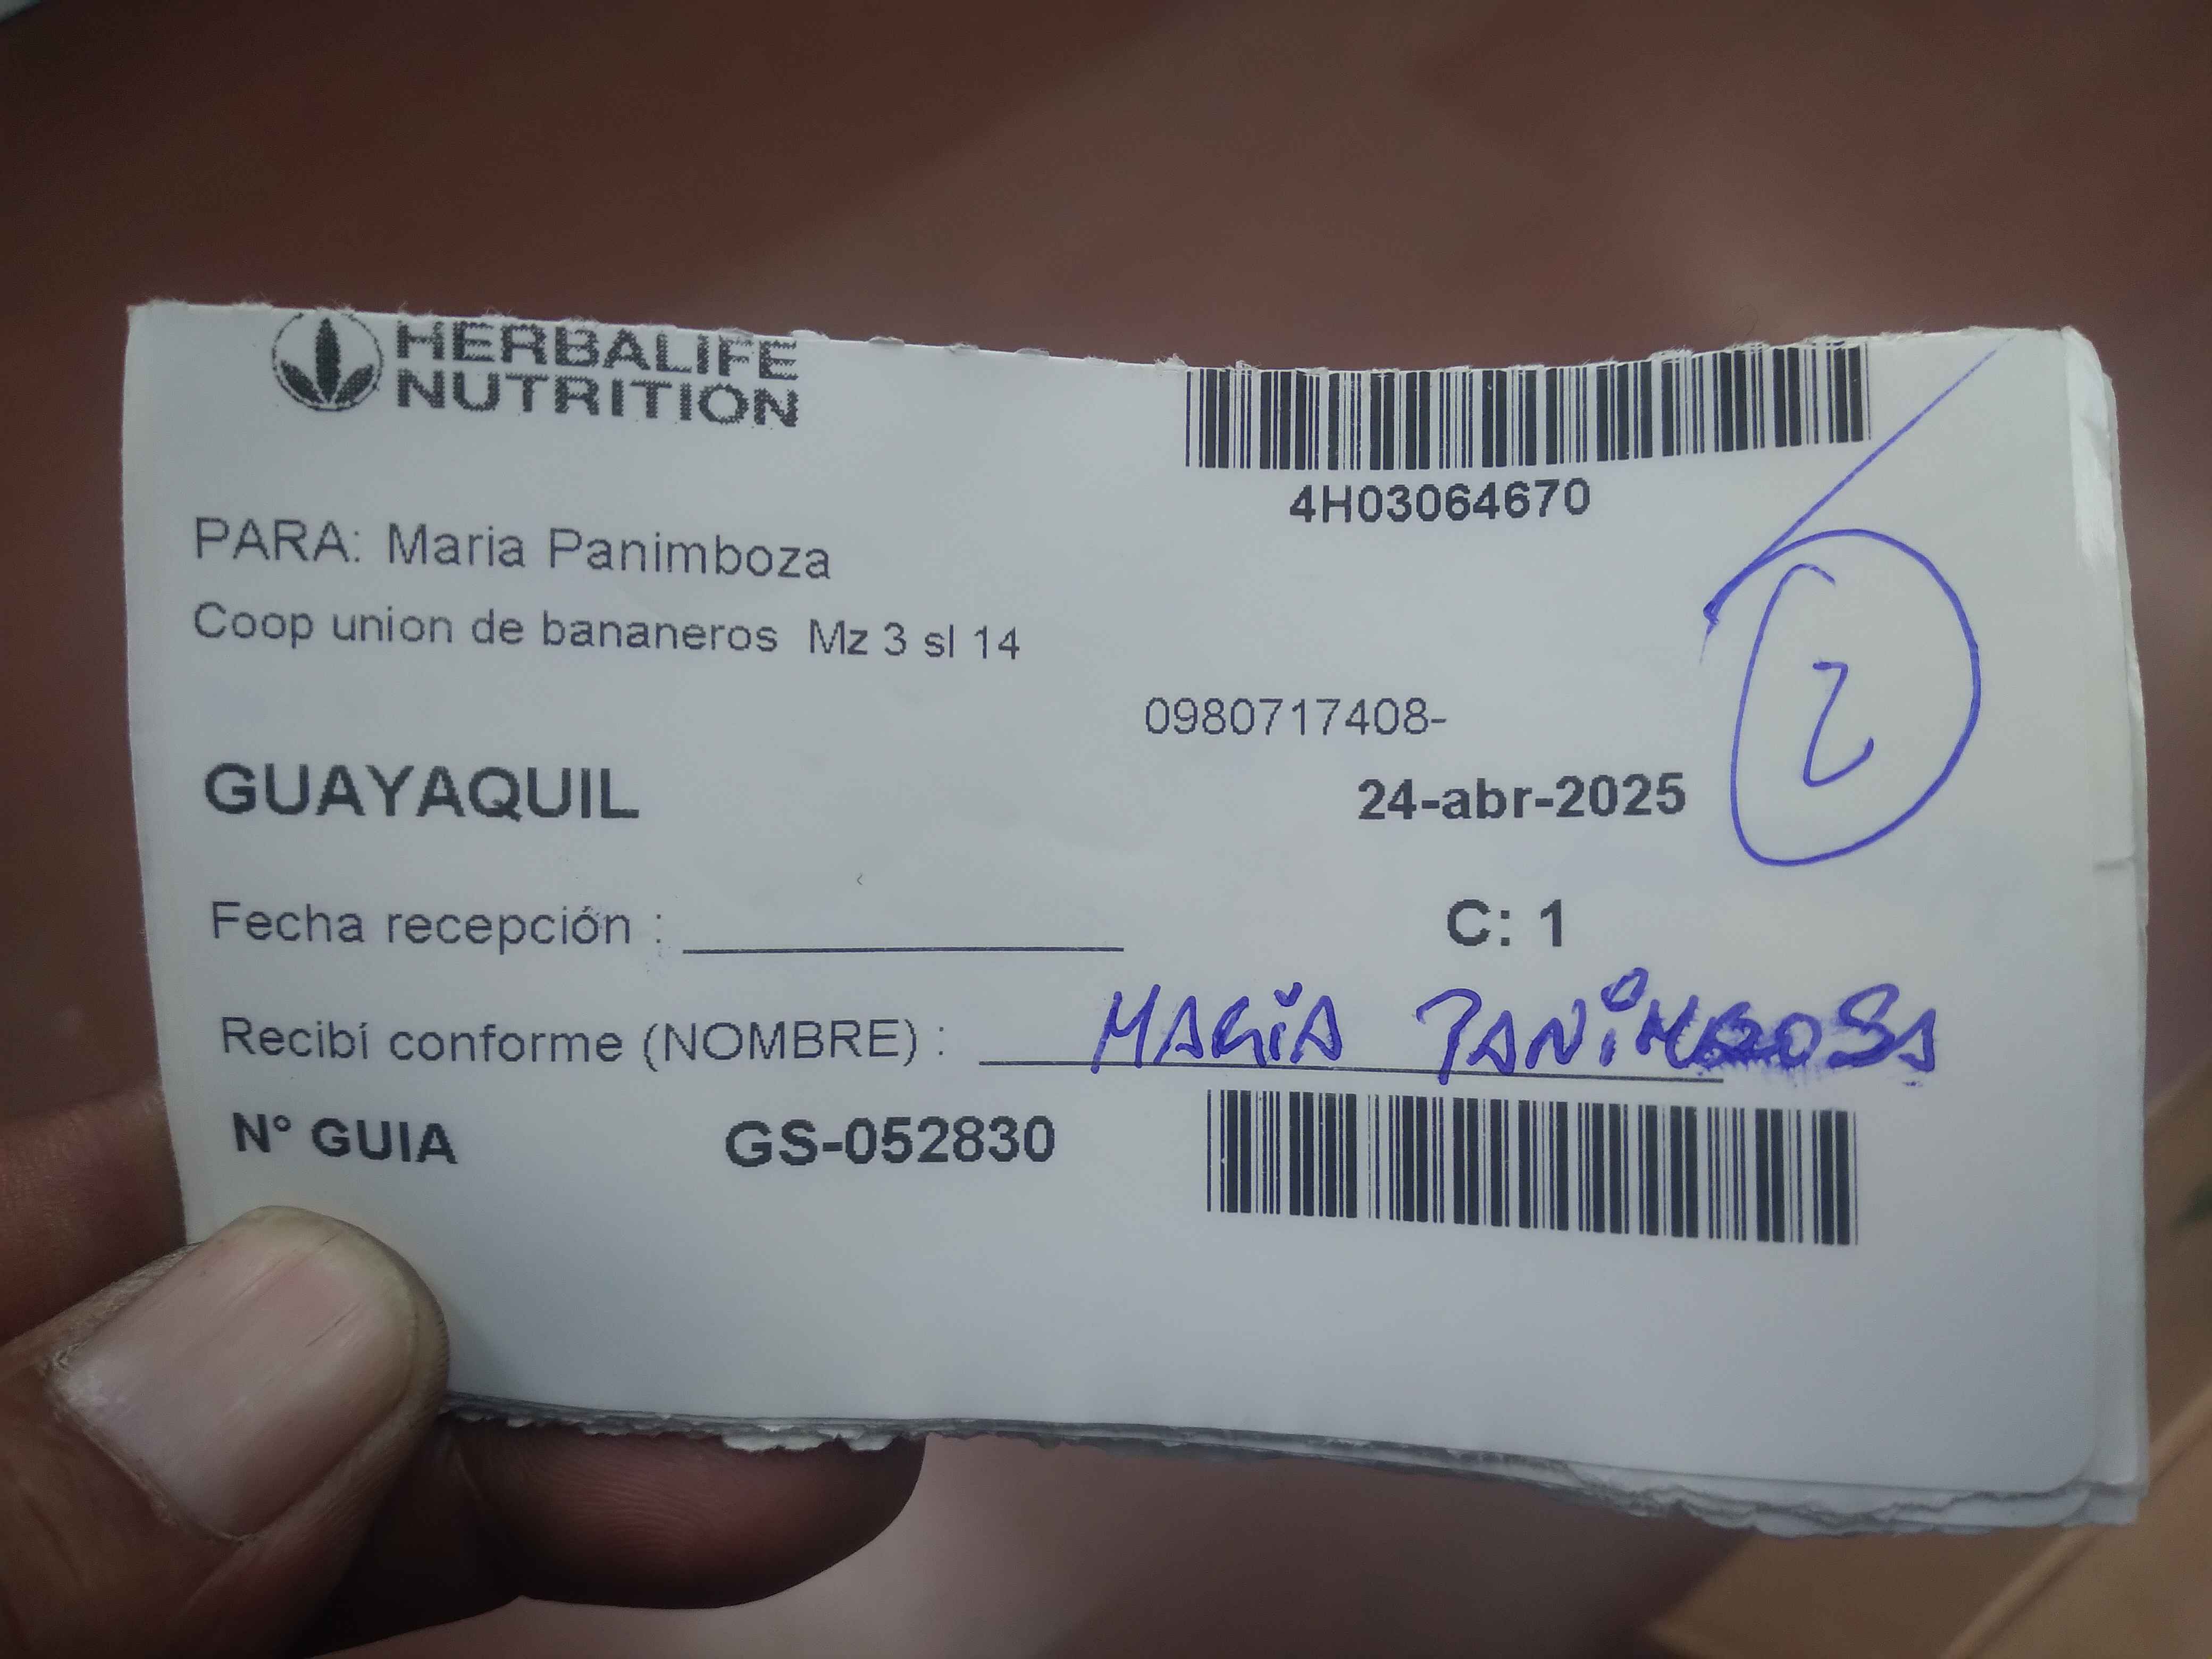 HERBALIFE
NUTRITION
4H03064670
PARA: Maria Panimboza
Coop union de bananeros Mz 3 sl 14
0980717408-
2
GUAYAQUIL
24-abr-2025
Fecha recepción :
C: 1
Recibí conforme (NOMBRE) : MARiA
N° GUIA GS-052830